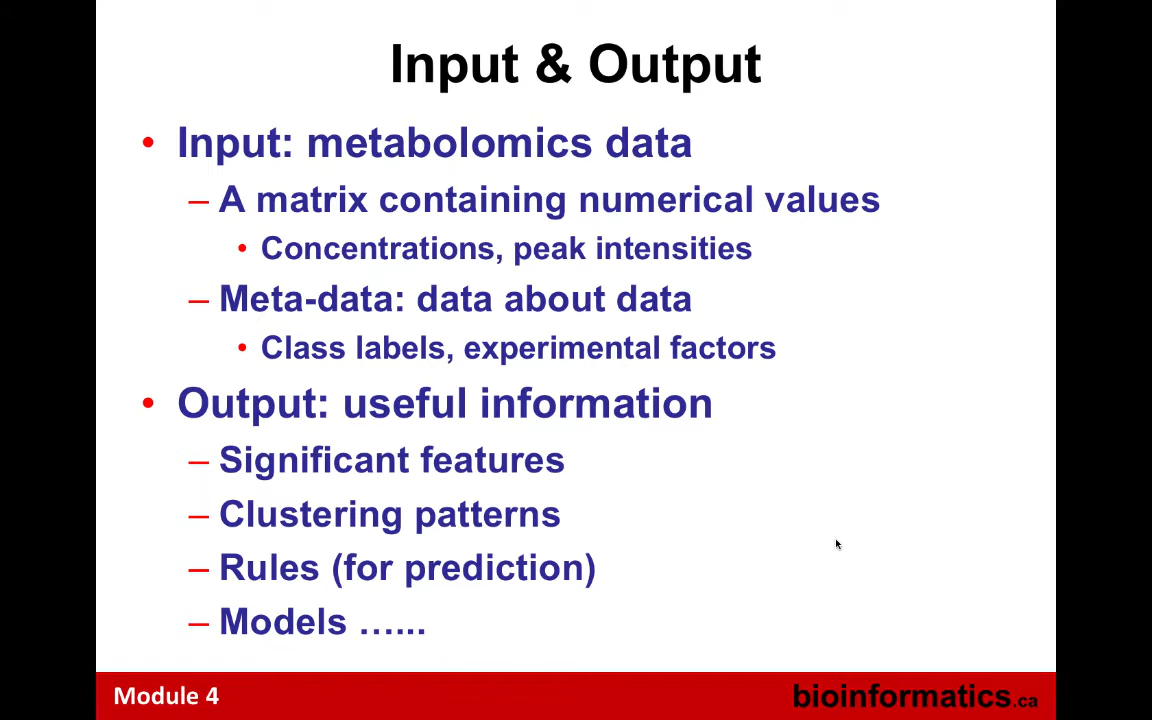 Input & Output
• Input: metabolomics data
– A matrix containing numerical values
• Concentrations, peak intensities
– Meta-data: data about data
• Class labels, experimental factors
• Output: useful information
– Significant features
– Clustering patterns
– Rules (for prediction)
– Models …...
Module 4
bioinformatics.ca